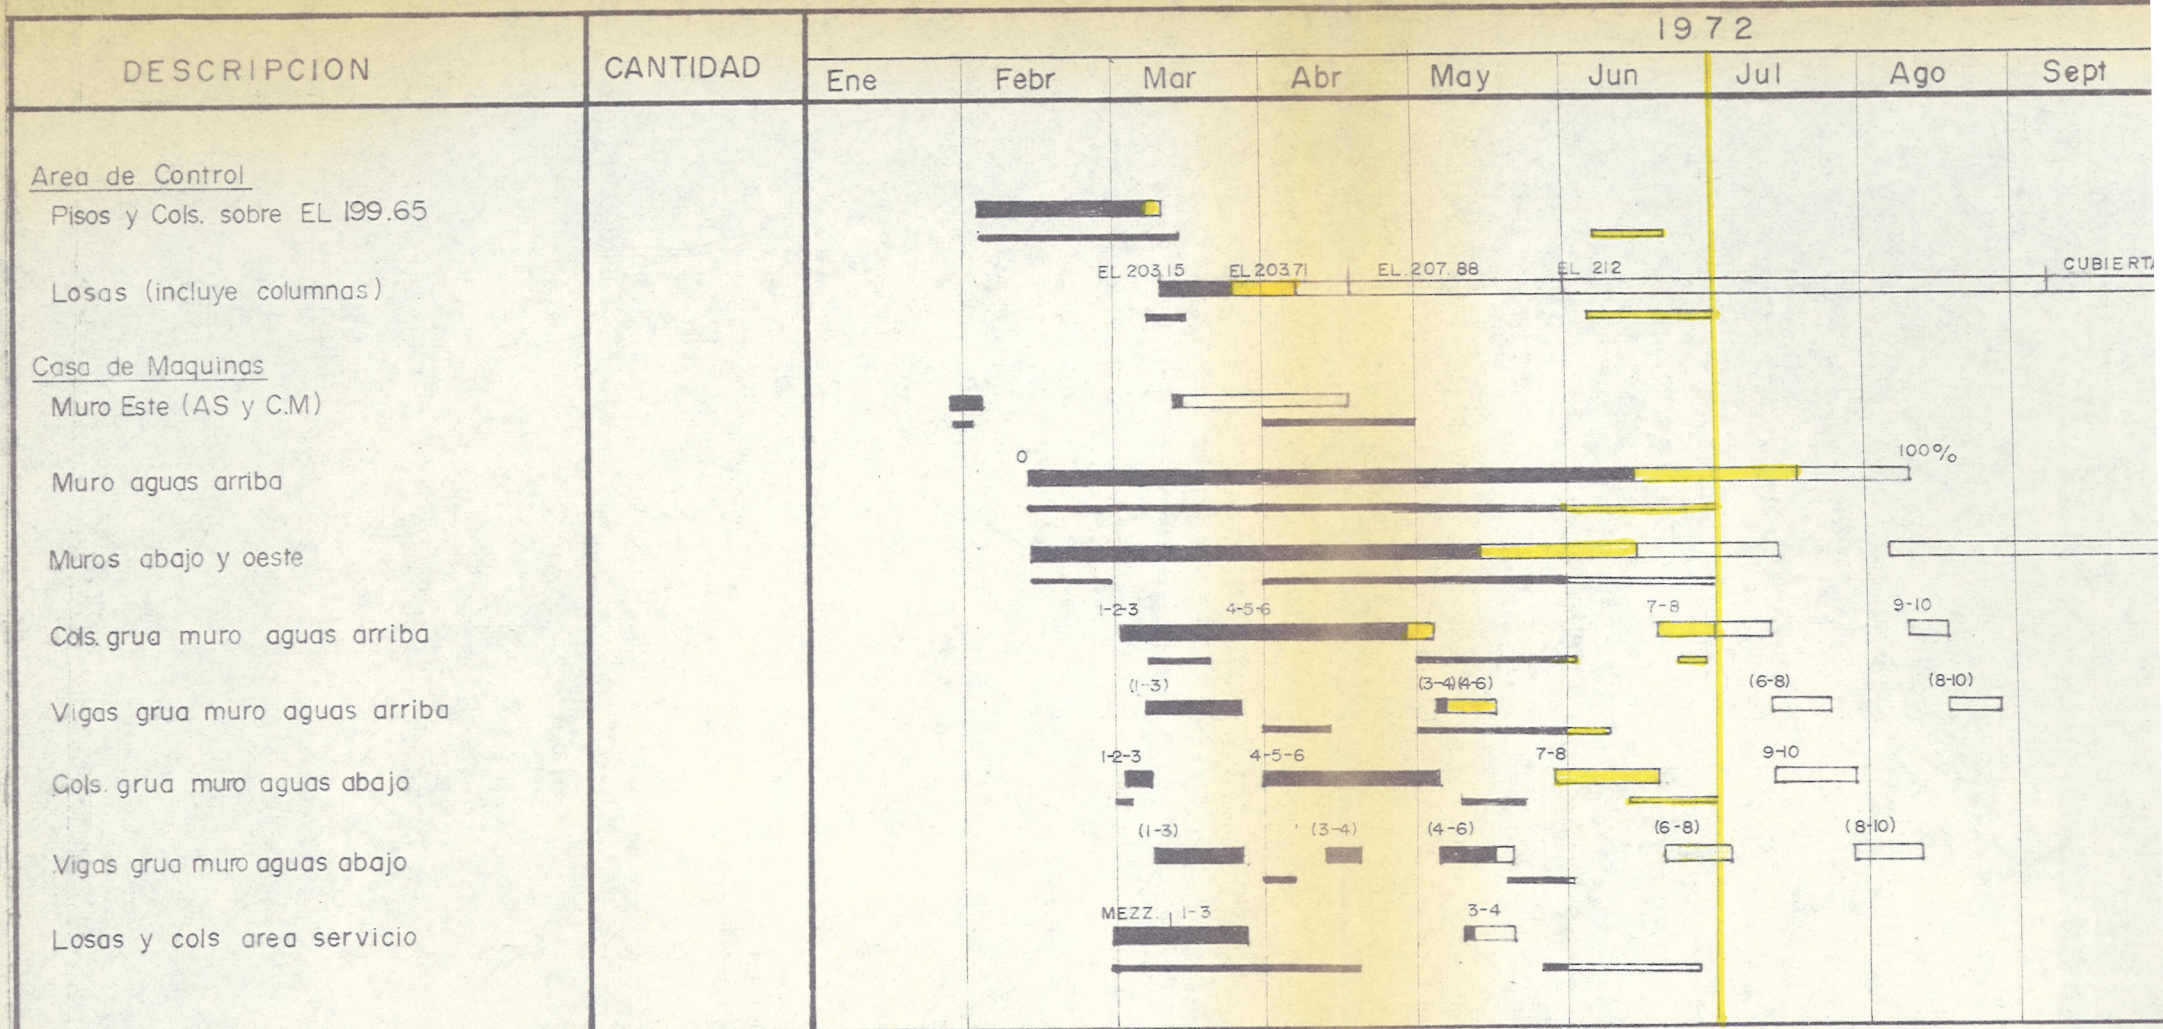 1972
DESCRIPCION CANTIDAD Ene Febr Mar Abr May Jun Jul Ago Sept
Area de Control
Pisos y Cols. sobre EL 199.65
EL 203.15 EL 203.71 EL. 207. 88 EL 212 CUBIERTA
Losas (incluye columnas)
Casa de Maquinas
Muro Este (AS y C.M)
0 100%
Muro aguas arriba
Muros abajo y oeste
1-2-3 4-5-6 7-8 9-10
Cols. grua muro aguas arriba
(1-3) (3-4) (4-6) (6-8) (8-10)
Vigas grua muro aguas arriba
1-2-3 4-5-6 7-8 9-10
Cols. grua muro aguas abajo
(1-3) (3-4) (4-6) (6-8) (8-10)
Vigas grua muro aguas abajo
MEZZ. 1-3 3-4
Losas y cols area servicio